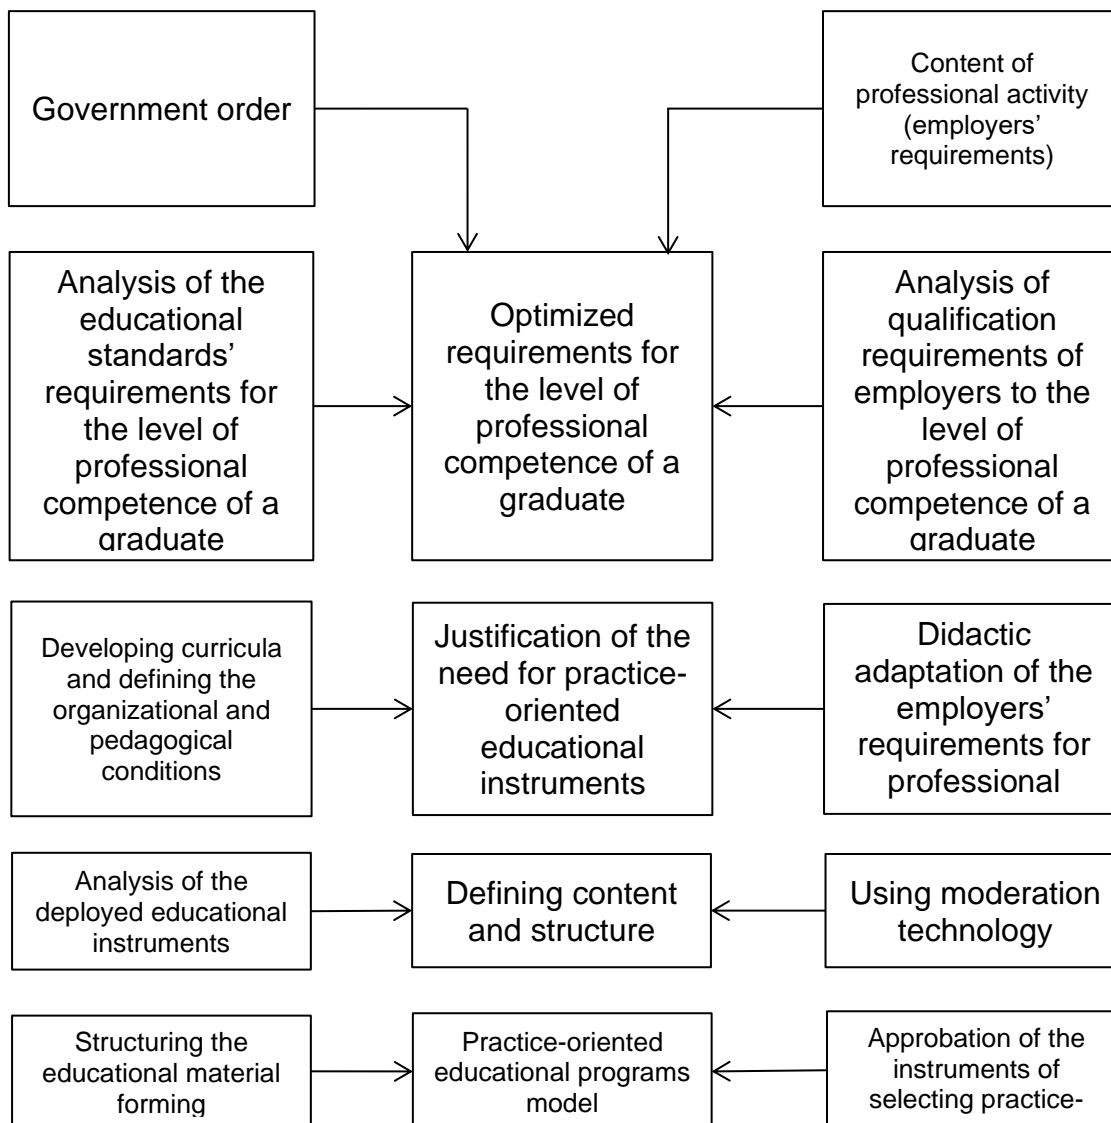 Government order
Content of
professional activity
(employers’
requirements)
Analysis of the
educational
standards’
requirements for
the level of
professional
competence of a
graduate
Optimized
requirements for
the level of
professional
competence of a
graduate
Analysis of
qualification
requirements of
employers to the
level of
professional
competence of a
graduate
Developing curricula
and defining the
organizational and
pedagogical
conditions
Justification of the
need for practice-
oriented
educational
instruments
Didactic
adaptation of the
employers’
requirements for
professional
Analysis of the
deployed educational
instruments
Defining content
and structure
Using moderation
technology
Structuring the
educational material
forming
Practice-oriented
educational programs
model
Approbation of the
instruments of
selecting practice-